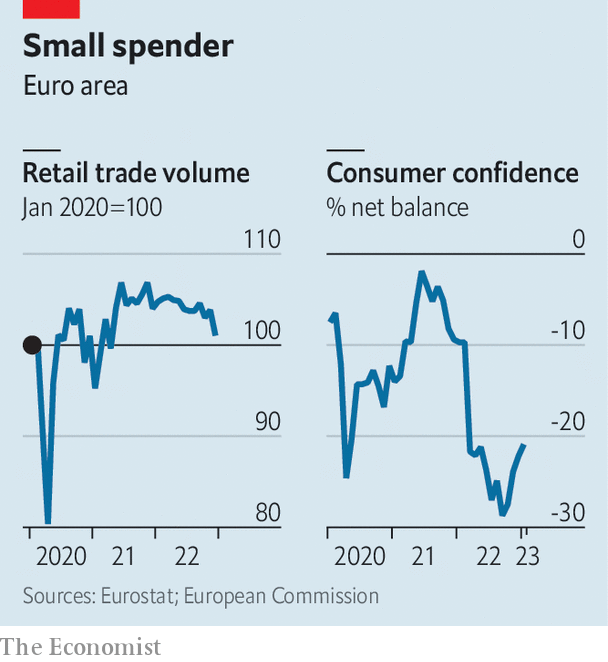 Small spender
Euro area
Retail trade volume
Jan 2020=100
110
100
90
80
2020 21 22
Consumer confidence
% net balance
0
-10
-20
-30
2020 21 22 23
Sources: Eurostat; European Commission
The Economist